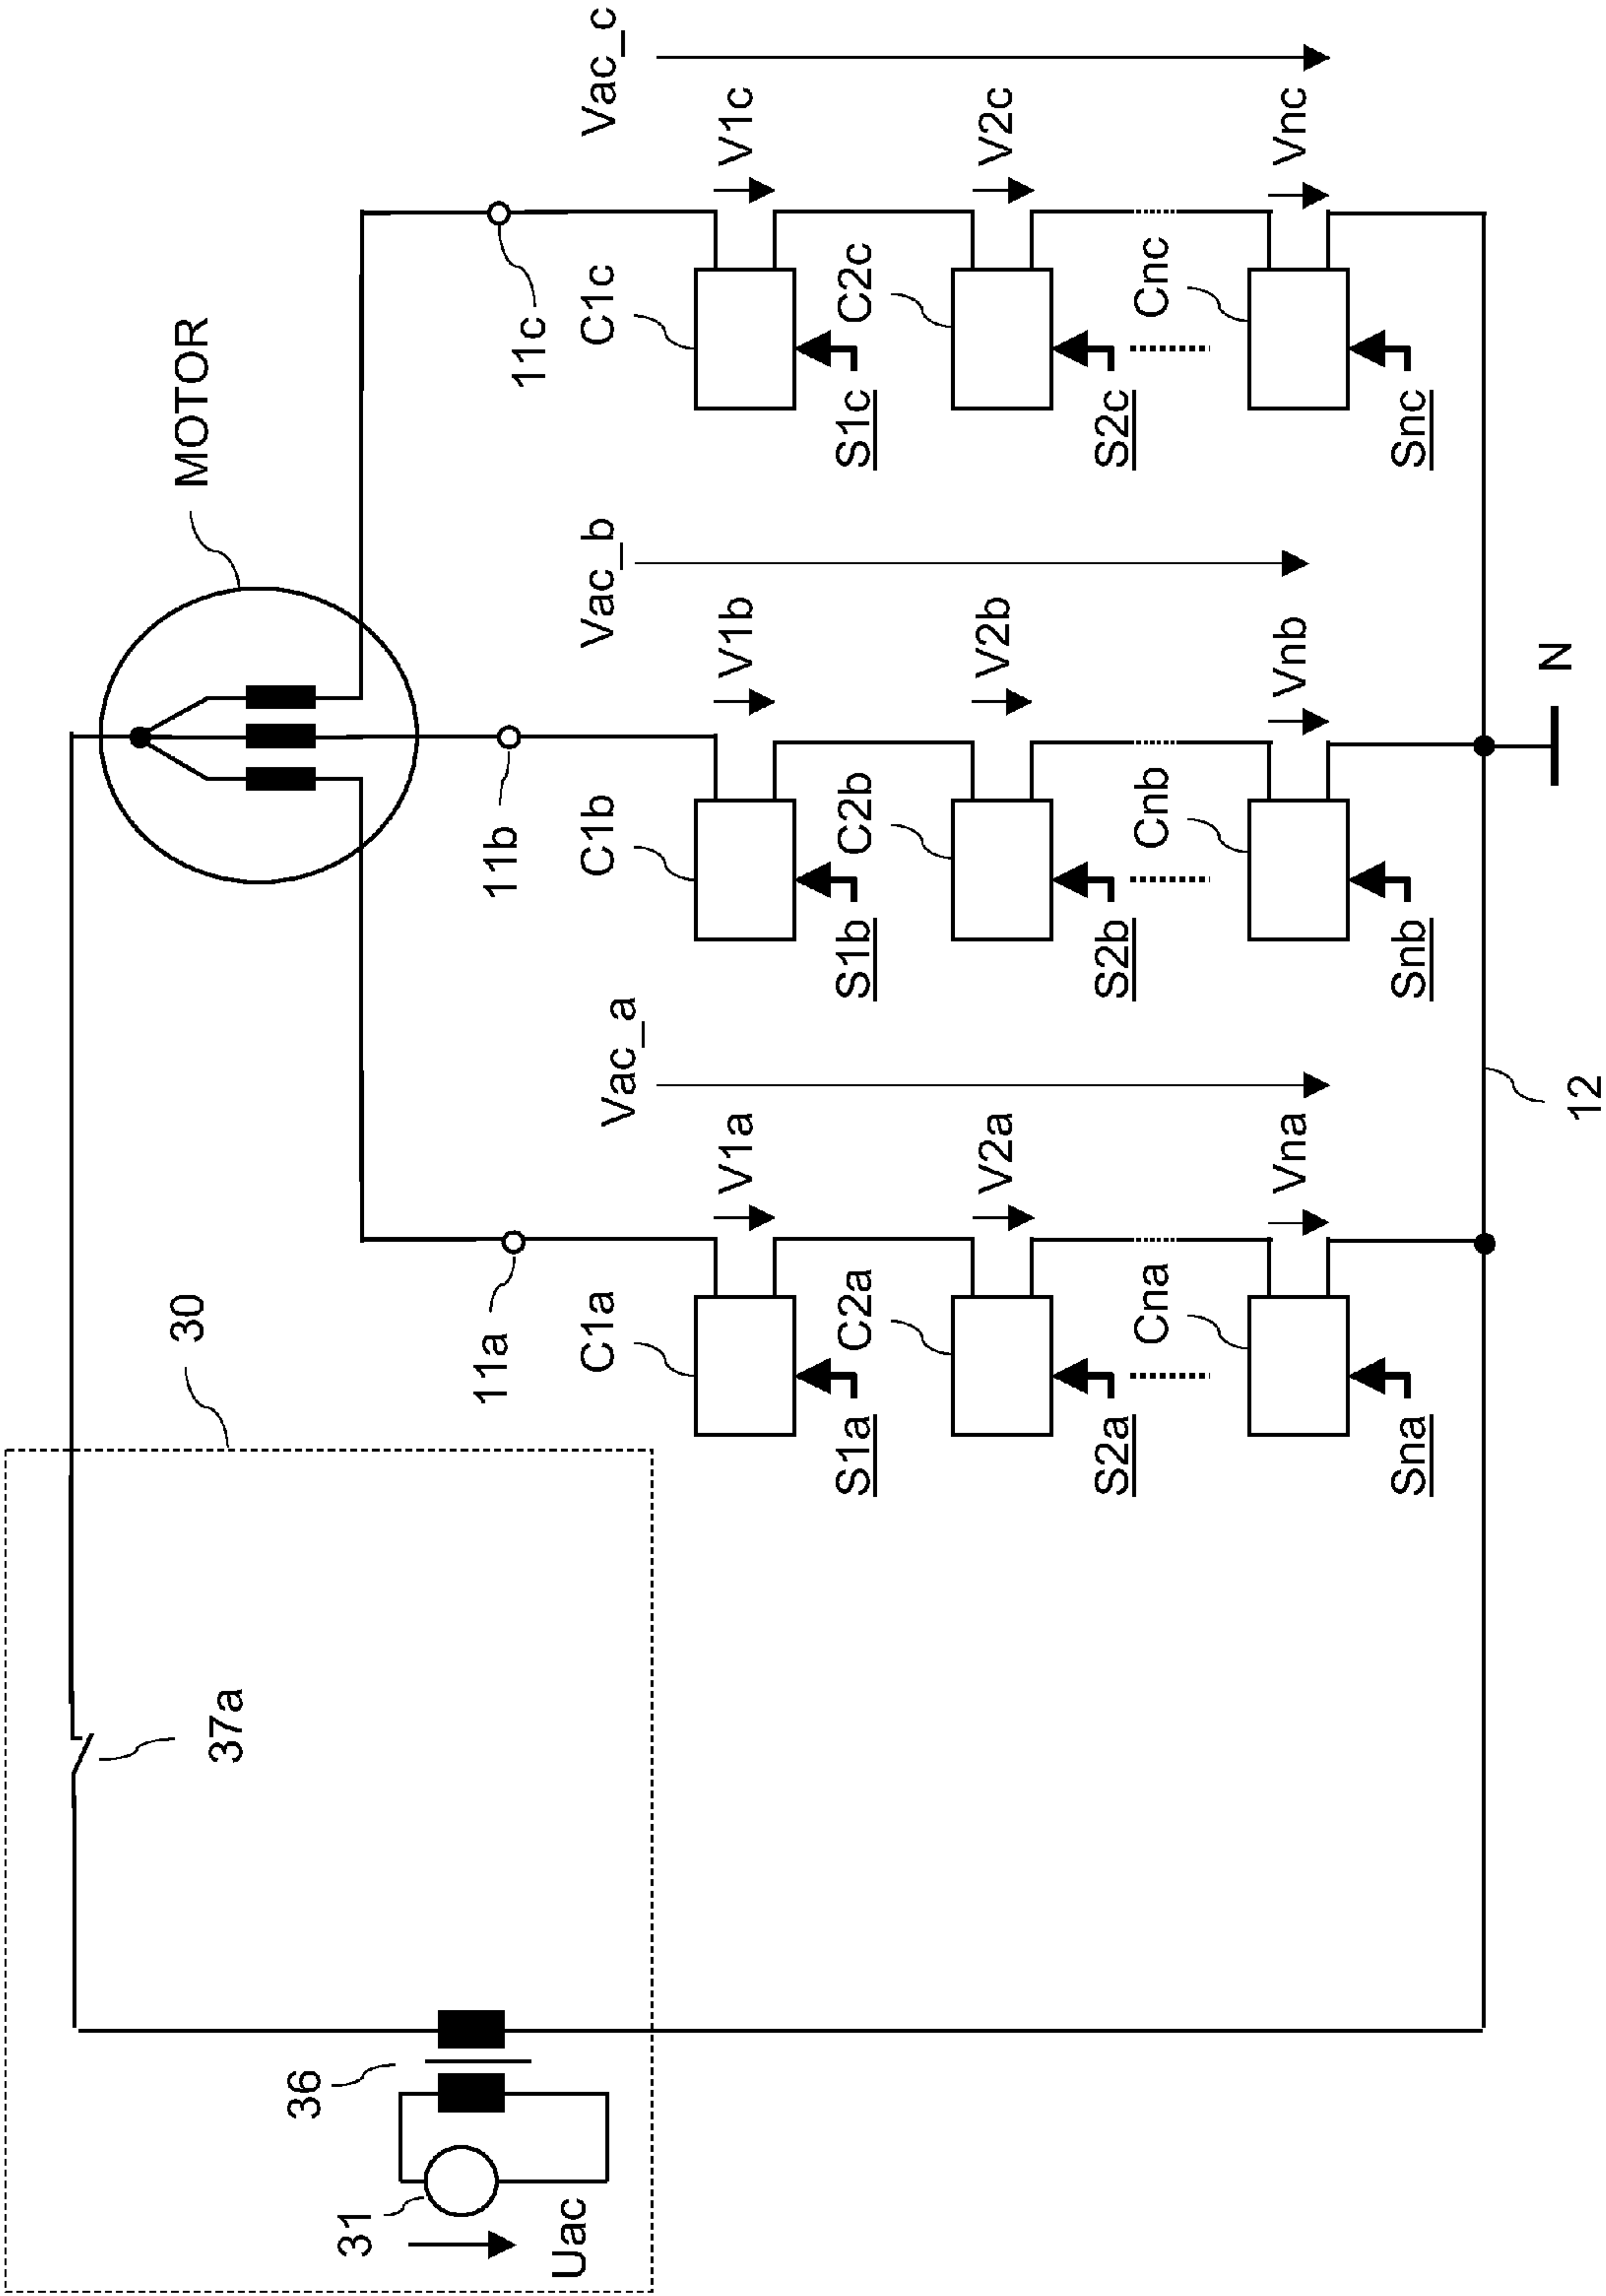 30
37a
36
31
Uac
MOTOR
11a
11b
11c
Vac_a
Vac_b
Vac_c
C1a
V1a
S1a
C2a
V2a
S2a
Cna
Vna
Sna
C1b
V1b
S1b
C2b
V2b
S2b
Cnb
Vnb
Snb
C1c
V1c
S1c
C2c
V2c
S2c
Cnc
Vnc
Snc
12
N